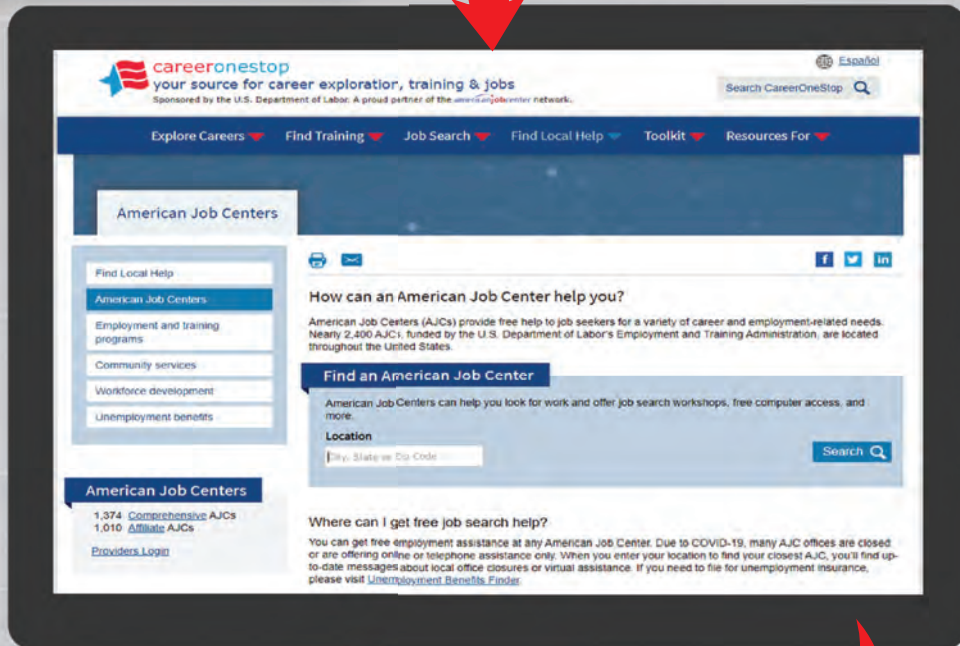 careeronestop
your source for career exploration, training & jobs
Sponsored by the U.S. Department of Labor. A proud partner of the americanjobcenter network.
Español
Search CareerOneStop
Explore Careers Find Training Job Search Find Local Help Toolkit Resources For
American Job Centers
Find Local Help
American Job Centers
Employment and training
programs
Community services
Workforce development
Unemployment benefits
American Job Centers
1,374 Comprehensive AJCs
1,010 Affiliate AJCs
Providers Login
f in
How can an American Job Center help you?
American Job Centers (AJCs) provide free help to job seekers for a variety of career and employment-related needs.
Nearly 2,400 AJCs, funded by the U.S. Department of Labor's Employment and Training Administration, are located
throughout the United States.
Find an American Job Center
American Job Centers can help you look for work and offer job search workshops, free computer access, and
more.
Location
City, State or Zip Code
Search
Where can I get free job search help?
You can get free employment assistance at any American Job Center. Due to COVID-19, many AJC offices are closed
or are offering online or telephone assistance only. When you enter your location to find your closest AJC, you'll find up-
to-date messages about local office closures or virtual assistance. If you need to file for unemployment insurance,
please visit Unemployment Benefits Finder.